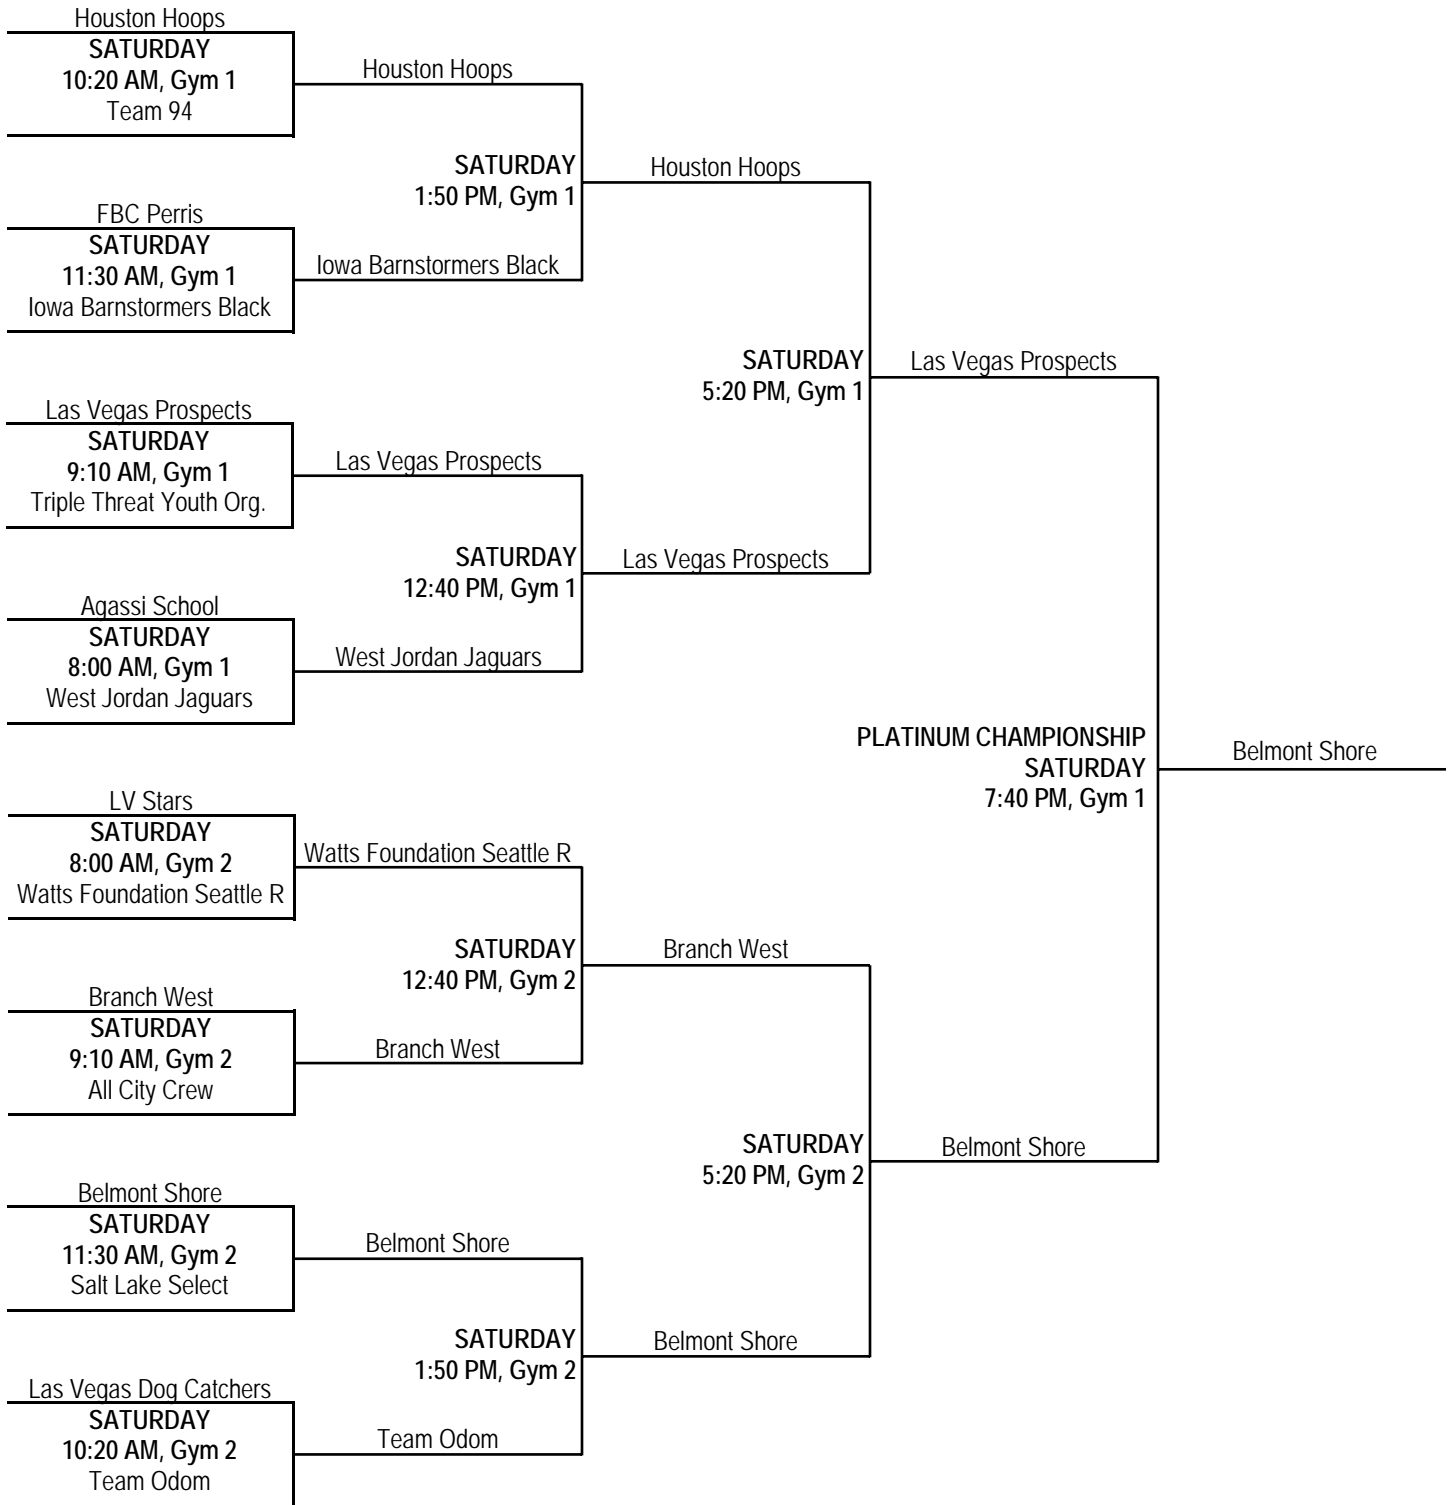 Houston Hoops
SATURDAY
10:20 AM, Gym 1
Team 94
Houston Hoops
SATURDAY
1:50 PM, Gym 1
Houston Hoops
FBC Perris
SATURDAY
11:30 AM, Gym 1
Iowa Barnstormers Black
Iowa Barnstormers Black
SATURDAY
5:20 PM, Gym 1
Las Vegas Prospects
Las Vegas Prospects
SATURDAY
9:10 AM, Gym 1
Triple Threat Youth Org.
Las Vegas Prospects
SATURDAY
12:40 PM, Gym 1
Las Vegas Prospects
Agassi School
SATURDAY
8:00 AM, Gym 1
West Jordan Jaguars
West Jordan Jaguars
PLATINUM CHAMPIONSHIP
SATURDAY
7:40 PM, Gym 1
Belmont Shore
LV Stars
SATURDAY
8:00 AM, Gym 2
Watts Foundation Seattle R
Watts Foundation Seattle R
SATURDAY
12:40 PM, Gym 2
Branch West
Branch West
SATURDAY
9:10 AM, Gym 2
All City Crew
Branch West
SATURDAY
5:20 PM, Gym 2
Belmont Shore
Belmont Shore
SATURDAY
11:30 AM, Gym 2
Salt Lake Select
Belmont Shore
SATURDAY
1:50 PM, Gym 2
Belmont Shore
Las Vegas Dog Catchers
SATURDAY
10:20 AM, Gym 2
Team Odom
Team Odom